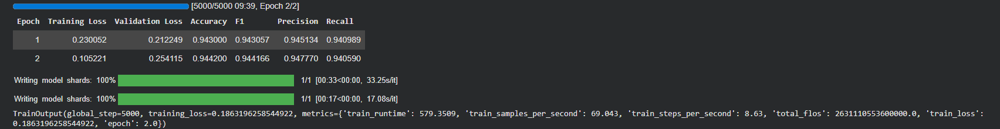 [5000/5000 09:39, Epoch 2/2]
Epoch Training Loss Validation Loss Accuracy F1 Precision Recall
1 0.230052 0.212249 0.943000 0.943057 0.945134 0.940989
2 0.105221 0.254115 0.944200 0.944166 0.947770 0.940590
Writing model shards: 100% 1/1 [00:33<00:00, 33.25s/it]
Writing model shards: 100% 1/1 [00:17<00:00, 17.08s/it]
TrainOutput(global_step=5000, training_loss=0.1863196258544922, metrics={'train_runtime': 579.3509, 'train_samples_per_second': 69.043, 'train_steps_per_second': 8.63, 'total_flos': 2631110553600000.0, 'train_loss':
0.1863196258544922, 'epoch': 2.0})